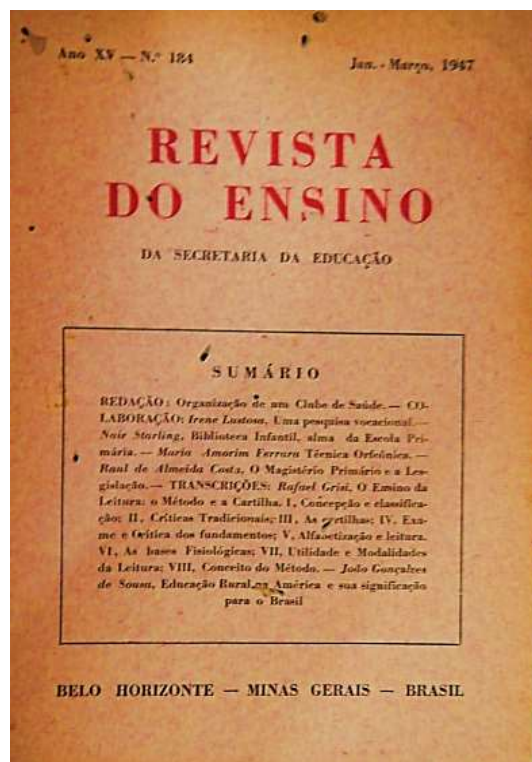 Ano XV — N.º 184
Jan. - Março, 1947
REVISTA
DO ENSINO
DA SECRETARIA DA EDUCAÇÃO
SUMÁRIO
REDAÇÃO: Organização de um Clube de Saúde. — CO-
LABORAÇÃO: Irene Lustosa, Uma pesquisa vocacional. —
Nair Starling, Biblioteca Infantil, alma da Escola Pri-
mária. — Maria Amorim Ferrara Técnica Orfeônica. —
Raul de Almeida Costa, O Magistério Primário e a Les-
gislação. — TRANSCRIÇÕES: Rafael Grisi, O Ensino da
Leitura: o Método e a Cartilha. I, Concepção e classifica-
ção; II, Críticas Tradicionais; III, As cartilhas; IV, Exa-
me e Crítica dos fundamentos; V, Alfabetização e leitura.
VI, As bases Fisiológicas; VII, Utilidade e Modalidades
da Leitura; VIII, Conceito do Método. — João Gonçalves
de Sousa, Educação Rural na América e sua significação
para o Brasil
BELO HORIZONTE — MINAS GERAIS — BRASIL